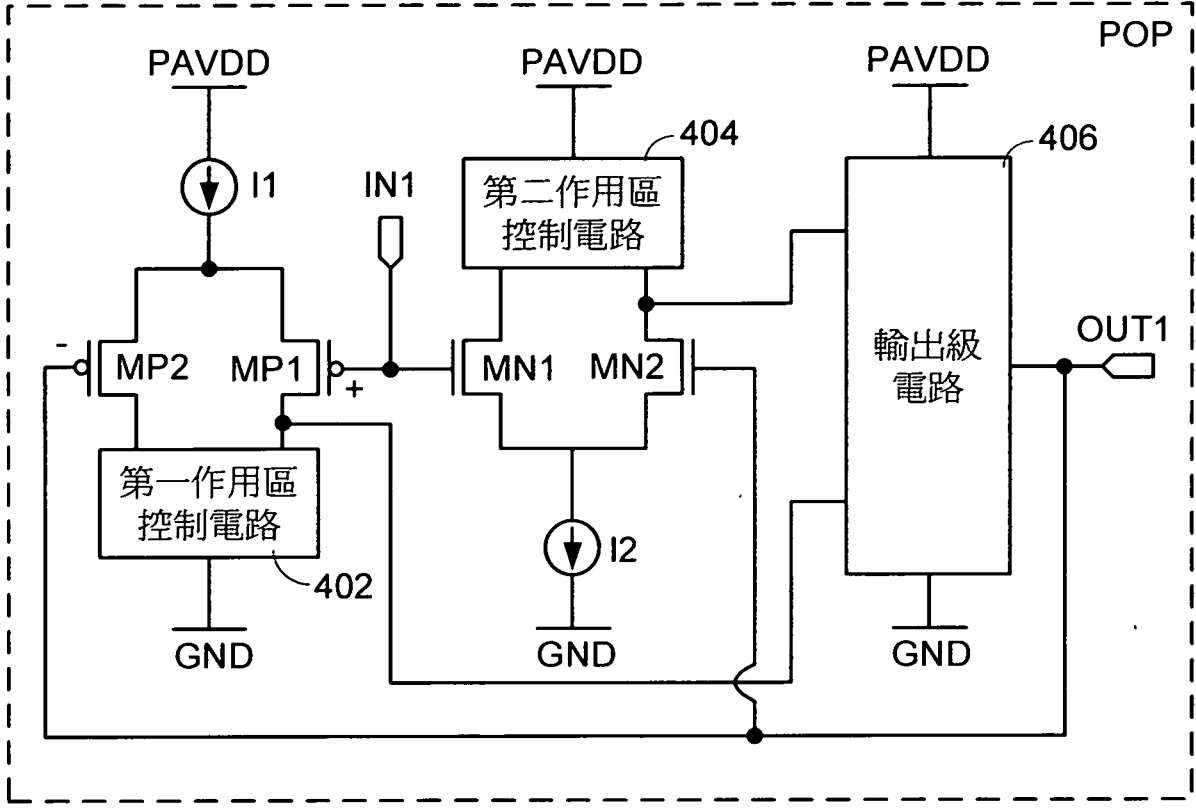 POP
PAVDD
PAVDD
PAVDD
404
406
I1
IN1
第二作用區
控制電路
OUT1
輸出級
電路
-
MP2
MP1
+
MN1
MN2
第一作用區
控制電路
I2
402
GND
GND
GND